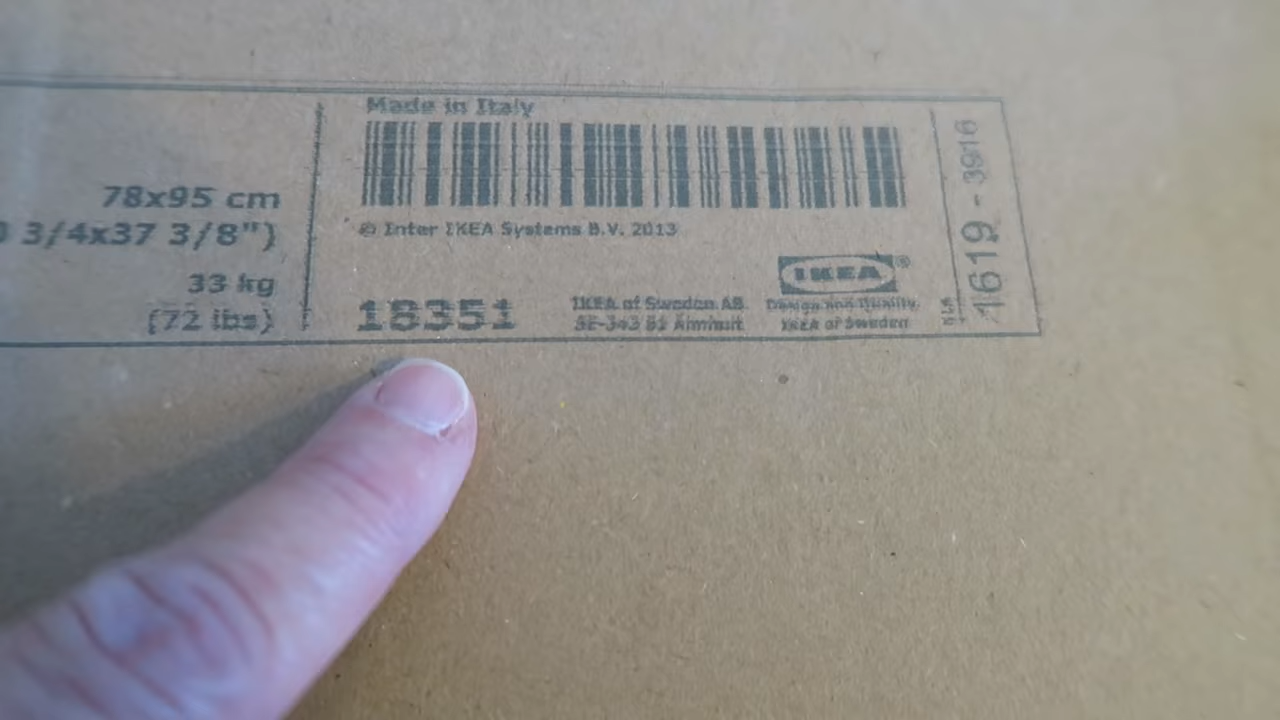 Made in Italy
78x95 cm
3/4x37 3/8")
33 kg
(72 lbs)
© Inter IKEA Systems B.V. 2013
18351
IKEA of Sweden AB
SE-343 81 Älmhult
IKEA®
Design and Quality
IKEA of Sweden
1619 - 3916